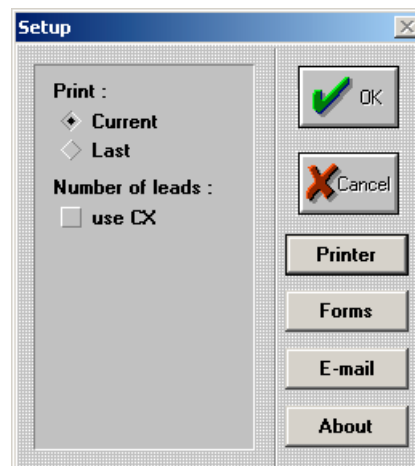 Setup
Print :
Current
Last
Number of leads :
use CX
OK
Cancel
Printer
Forms
E-mail
About